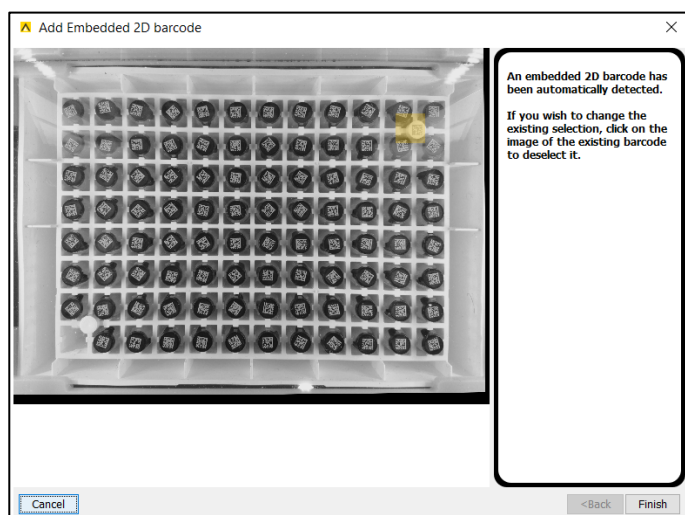 Add Embedded 2D barcode
An embedded 2D barcode has
been automatically detected.
If you wish to change the
existing selection, click on the
image of the existing barcode
to deselect it.
Cancel
<Back
Finish